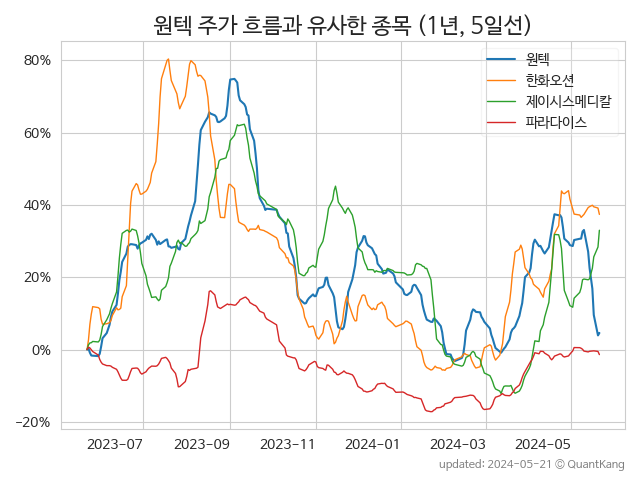 원텍 주가 흐름과 유사한 종목 (1년, 5일선)
원텍
한화오션
제이시스메디칼
파라다이스
80%
60%
40%
20%
0%
−20%
2023−07
2023−09
2023−11
2024−01
2024−03
2024−05
updated: 2024-05-21 © QuantKang